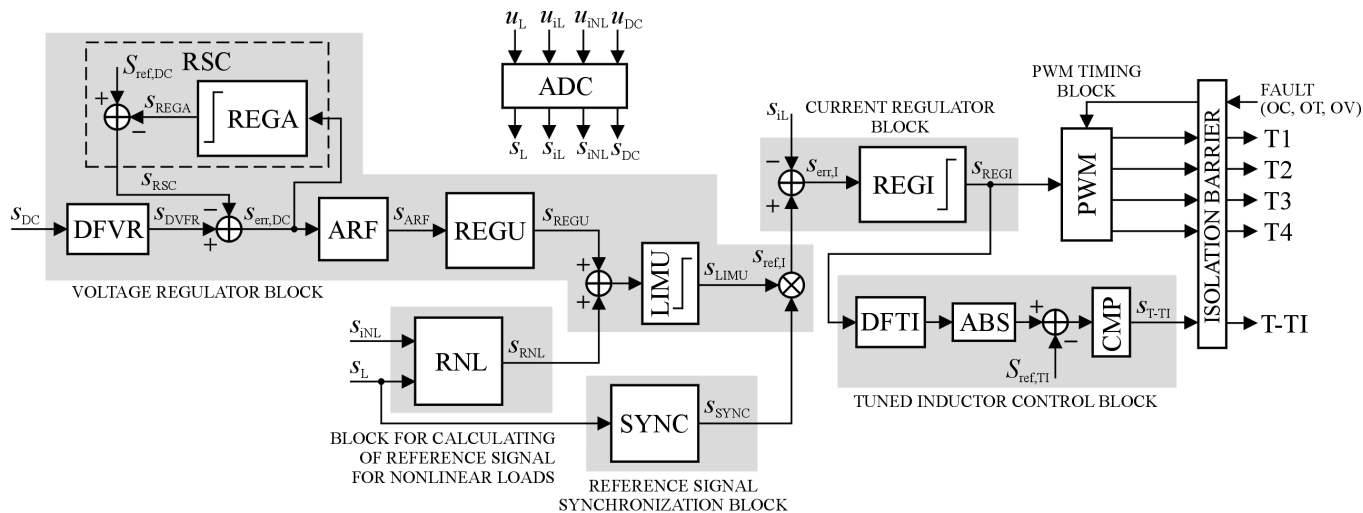 u_L u_iL u_iNL u_DC
ADC
s_L s_iL s_iNL s_DC
RSC
S_ref,DC
+
−
s_REGA
REGA
s_RSC
s_DC
DFVR
s_DVFR
−
+
s_err,DC
ARF
s_ARF
REGU
s_REGU
+
+
LIMU
s_LIMU
s_ref,I
VOLTAGE REGULATOR BLOCK
s_iNL
s_L
RNL
s_RNL
BLOCK FOR CALCULATING
OF REFERENCE SIGNAL
FOR NONLINEAR LOADS
SYNC
s_SYNC
REFERENCE SIGNAL
SYNCHRONIZATION BLOCK
CURRENT REGULATOR
BLOCK
s_iL
−
+
s_err,I
REGI
s_REGI
PWM TIMING
BLOCK
PWM
ISOLATION BARRIER
FAULT
(OC, OT, OV)
T1
T2
T3
T4
DFTI
ABS
+
−
S_ref,TI
CMP
s_T-TI
T-TI
TUNED INDUCTOR CONTROL BLOCK